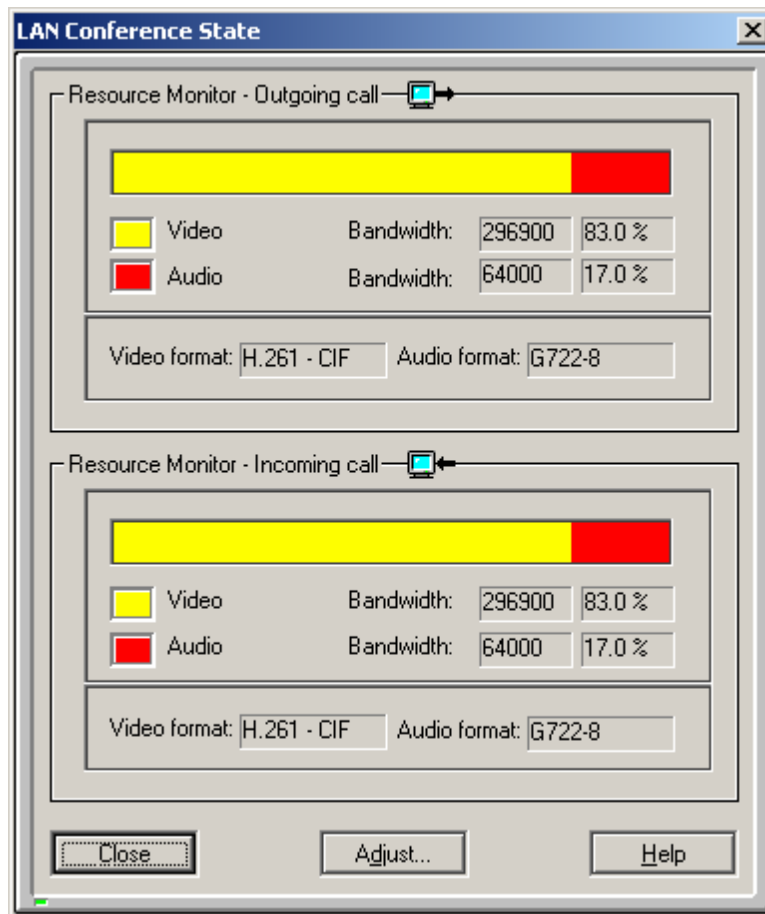 LAN Conference State
Resource Monitor - Outgoing call
Video Bandwidth: 296900 83.0 %
Audio Bandwidth: 64000 17.0 %
Video format: H.261 - CIF Audio format: G722-8
Resource Monitor - Incoming call
Video Bandwidth: 296900 83.0 %
Audio Bandwidth: 64000 17.0 %
Video format: H.261 - CIF Audio format: G722-8
Close Adjust... Help